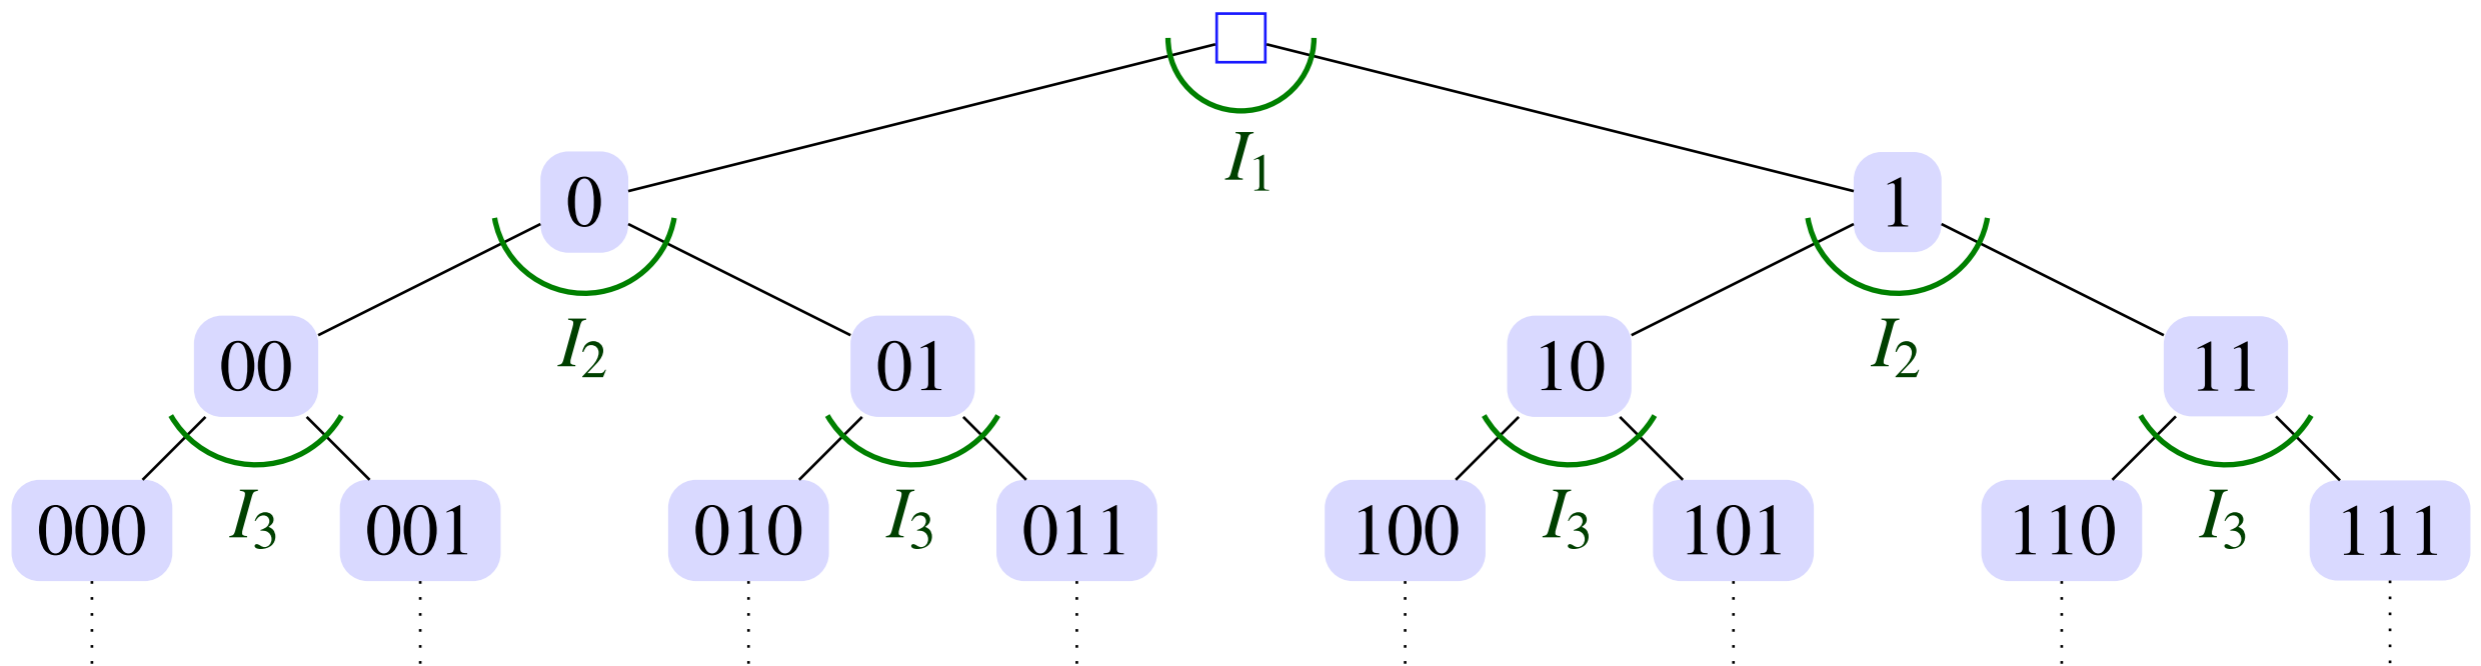 I₁
0 1
00 I₂ 01 10 I₂ 11
000 I₃ 001 010 I₃ 011 100 I₃ 101 110 I₃ 111